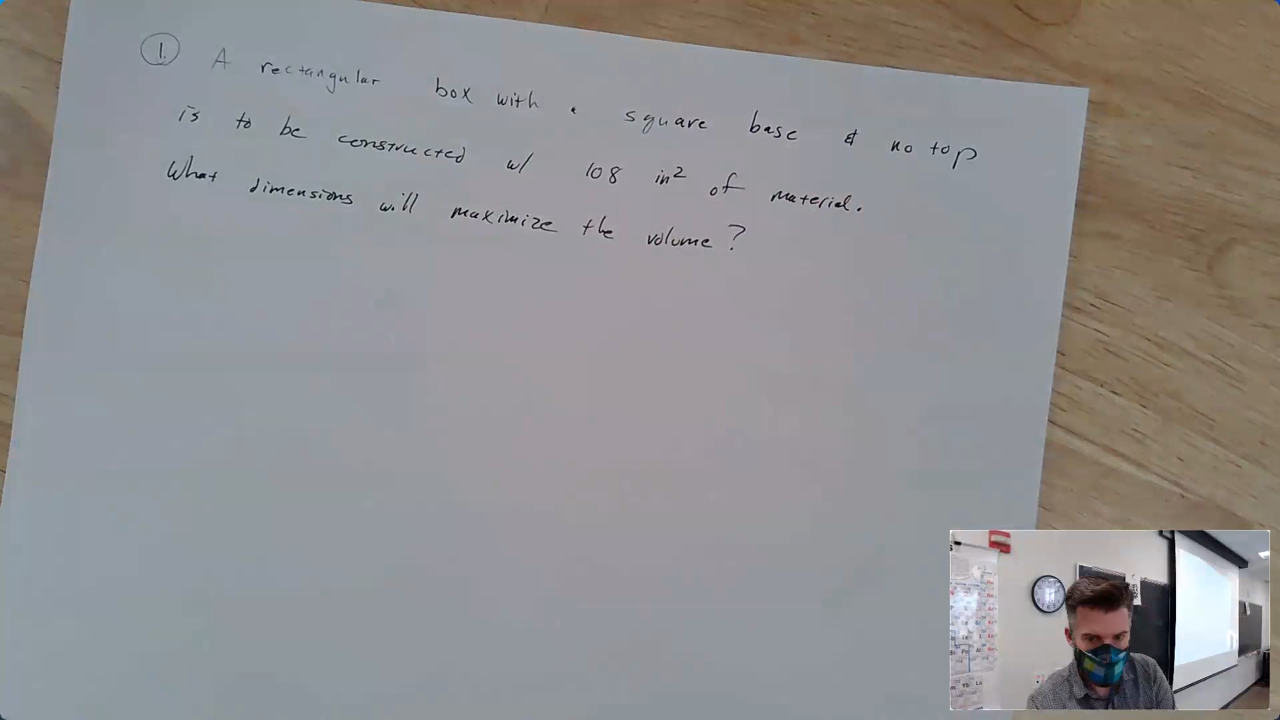 ① A rectangular box with a square base & no top
is to be constructed w/ 108 in² of material.
What dimensions will maximize the volume?